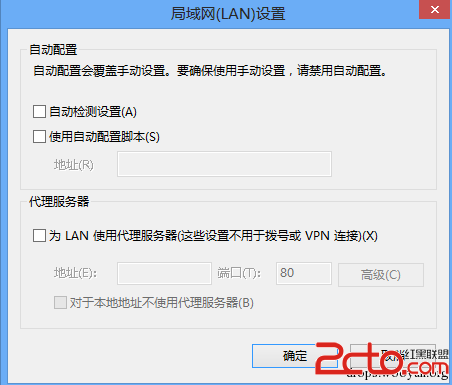 局域网(LAN)设置
自动配置
自动配置会覆盖手动设置。要确保使用手动设置，请禁用自动配置。
自动检测设置(A)
使用自动配置脚本(S)
地址(R)
代理服务器
为 LAN 使用代理服务器(这些设置不用于拨号或 VPN 连接)(X)
地址(E): 端口(T): 80 高级(C)
对于本地地址不使用代理服务器(B)
确定
2cto.com 黑联盟
drops.wooyun.org